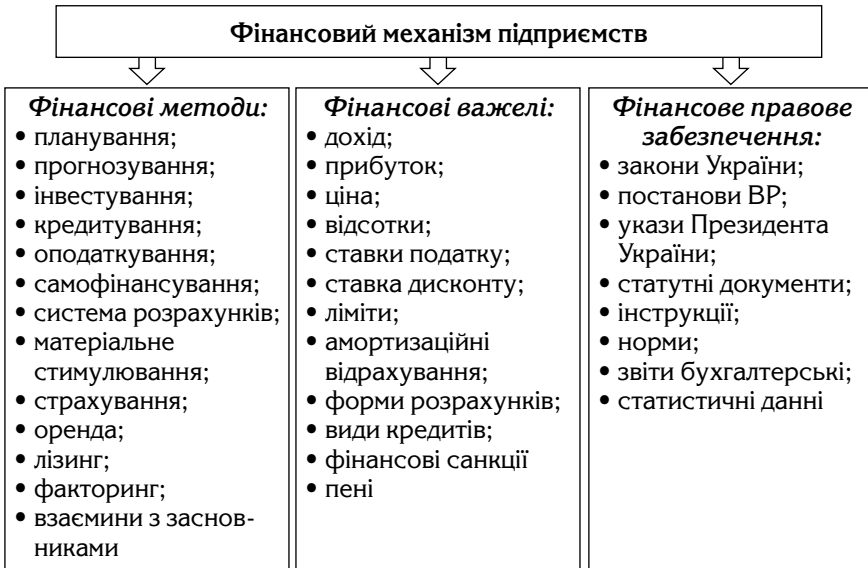 Фінансовий механізм підприємств
Фінансові методи:
• планування;
• прогнозування;
• інвестування;
• кредитування;
• оподаткування;
• самофінансування;
• система розрахунків;
• матеріальне
стимулювання;
• страхування;
• оренда;
• лізинг;
• факторинг;
• взаємини з заснов-
никами
Фінансові важелі:
• дохід;
• прибуток;
• ціна;
• відсотки;
• ставки податку;
• ставка дисконту;
• ліміти;
• амортизаційні
відрахування;
• форми розрахунків;
• види кредитів;
• фінансові санкції
• пені
Фінансове правове
забезпечення:
• закони України;
• постанови ВР;
• укази Президента
України;
• статутні документи;
• інструкції;
• норми;
• звіти бухгалтерські;
• статистичні данні